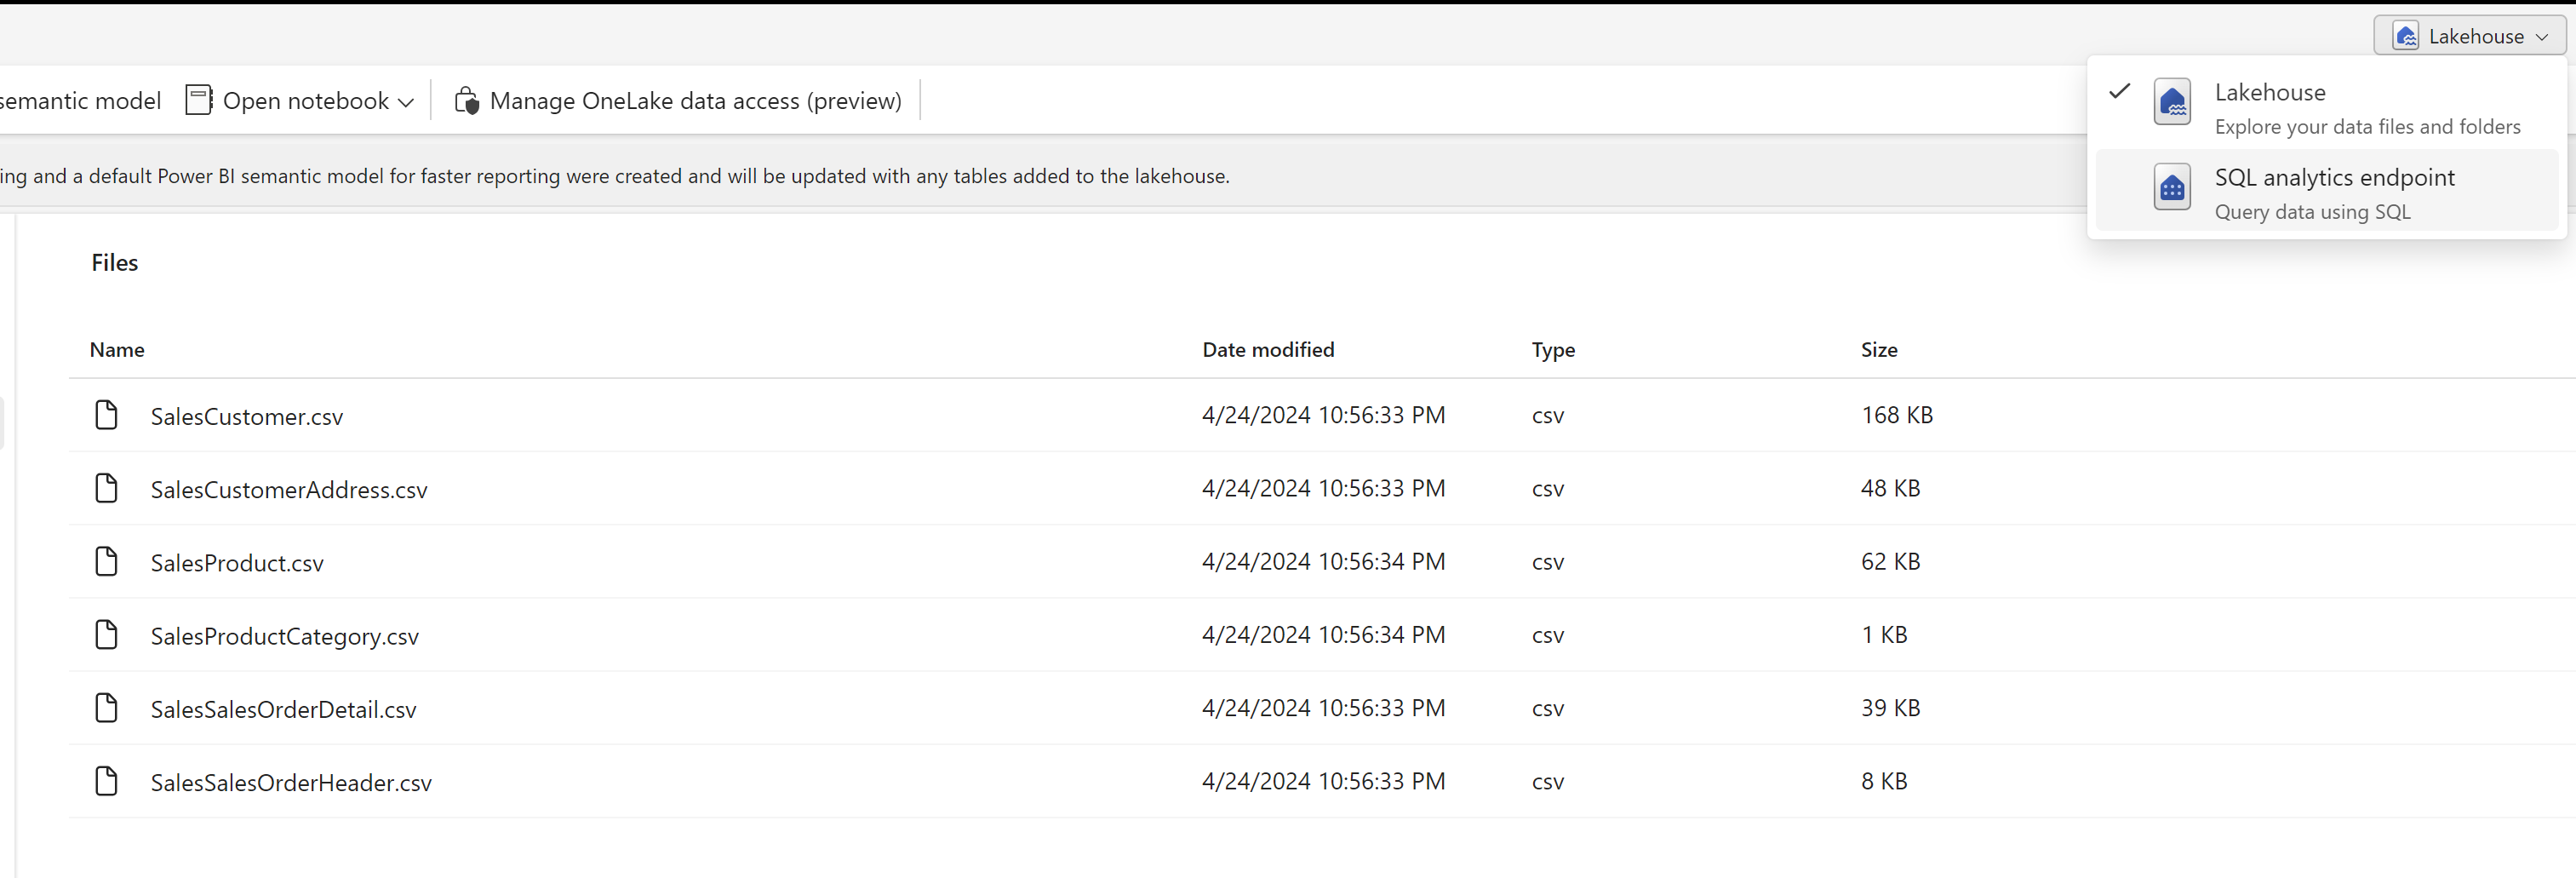 Lakehouse
semantic model
Open notebook
Manage OneLake data access (preview)
Lakehouse
Explore your data files and folders
SQL analytics endpoint
Query data using SQL
ing and a default Power BI semantic model for faster reporting were created and will be updated with any tables added to the lakehouse.
Files
Name Date modified Type Size
SalesCustomer.csv 4/24/2024 10:56:33 PM csv 168 KB
SalesCustomerAddress.csv 4/24/2024 10:56:33 PM csv 48 KB
SalesProduct.csv 4/24/2024 10:56:34 PM csv 62 KB
SalesProductCategory.csv 4/24/2024 10:56:34 PM csv 1 KB
SalesSalesOrderDetail.csv 4/24/2024 10:56:33 PM csv 39 KB
SalesSalesOrderHeader.csv 4/24/2024 10:56:33 PM csv 8 KB